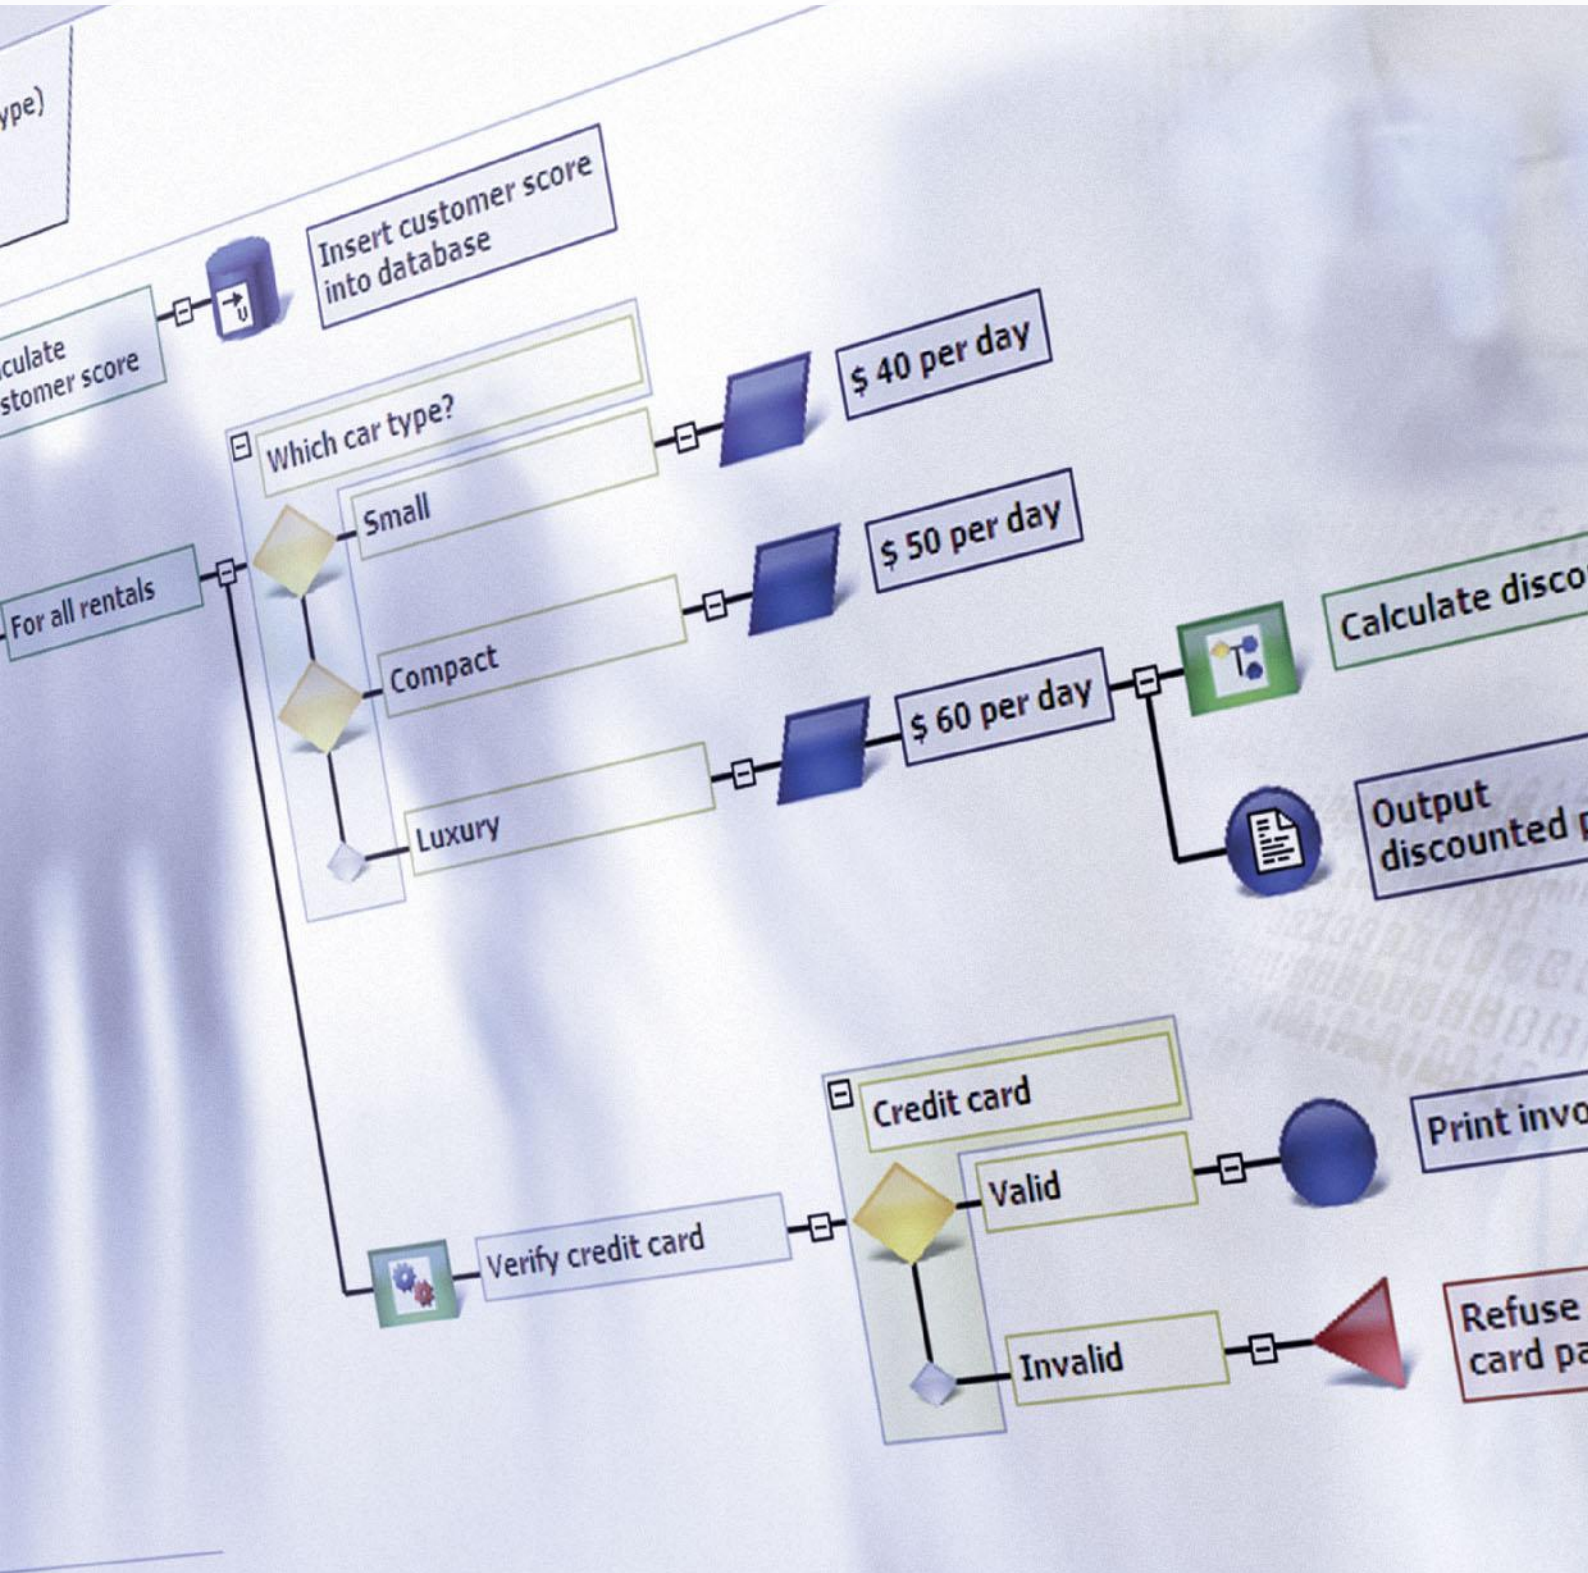 ype)
Insert customer score
into database
culate
stomer score
$ 40 per day
Which car type?
Small
$ 50 per day
For all rentals
Compact
Calculate disco
$ 60 per day
Luxury
Output
discounted p
Credit card
Print invo
Valid
Verify credit card
Refuse
card pa
Invalid